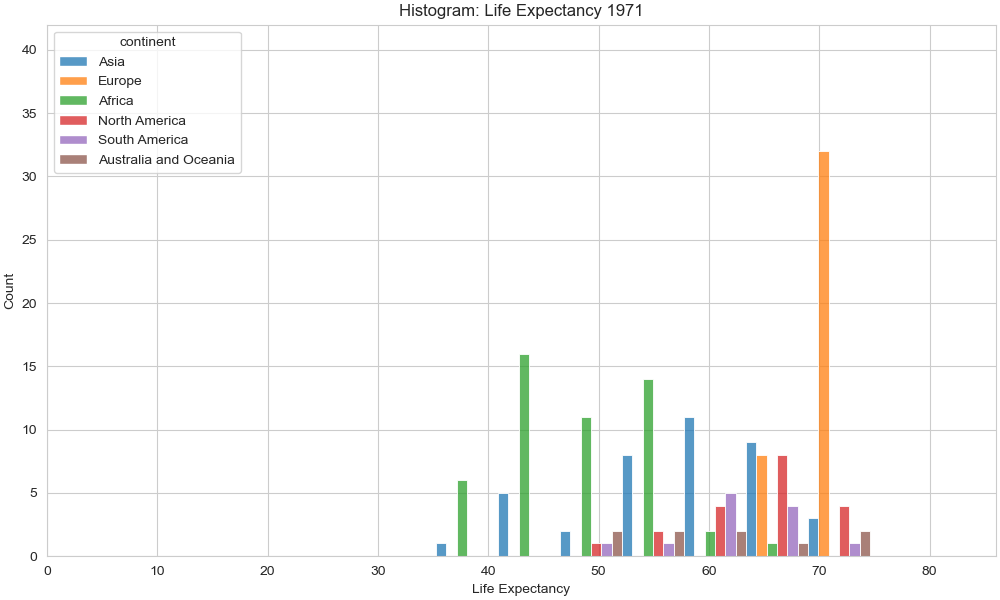 Histogram: Life Expectancy 1971
continent
Asia
Europe
Africa
North America
South America
Australia and Oceania
40
35
30
25
20
15
10
5
0
Count
0 10 20 30 40 50 60 70 80
Life Expectancy